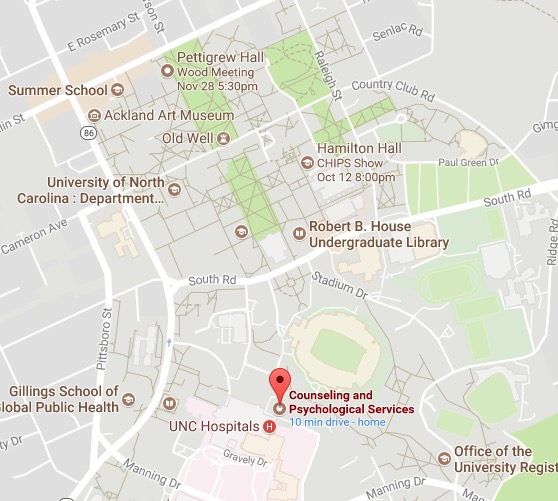 E Rosemary St
Senlac Rd
Pettigrew Hall
Wood Meeting
Nov 28 5:30pm
Raleigh St
Summer School
Country Club Rd
Ackland Art Museum
lin St
86
Old Well
Hamilton Hall
CHIPS Show
Oct 12 8:00pm
Paul Green Dr
University of North
Carolina : Department...
South Rd
Robert B. House
Undergraduate Library
Cameron Ave
Ridge Rd
South Rd
Stadium Dr
Pittsboro St
Gillings School of
Global Public Health
Counseling and
Psychological Services
10 min drive - home
UNC Hospitals
H
Gravely Dr
Office of the
University Regist
Manning Dr
Manning Dr